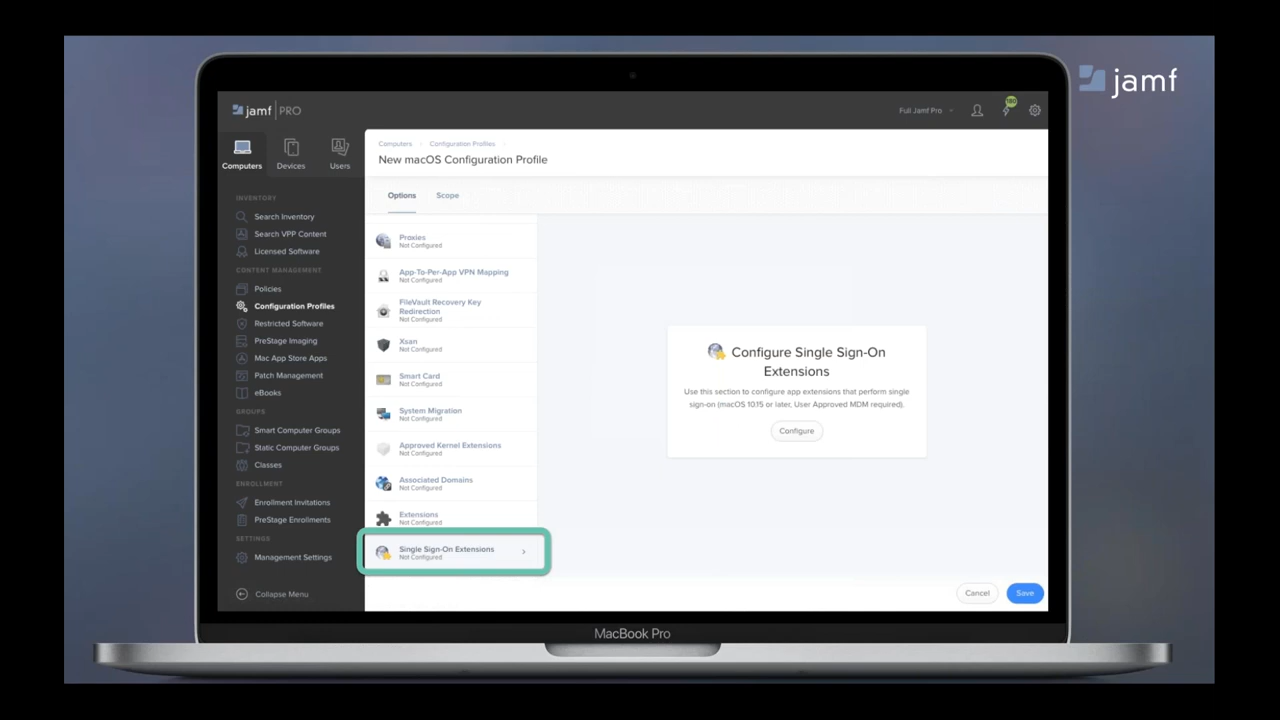 jamf
jamf PRO
Full Jamf Pro
180
Computers
Devices
Users
INVENTORY
Search Inventory
Search VPP Content
Licensed Software
CONTENT MANAGEMENT
Policies
Configuration Profiles
Restricted Software
PreStage Imaging
Mac App Store Apps
Patch Management
eBooks
GROUPS
Smart Computer Groups
Static Computer Groups
Classes
ENROLLMENT
Enrollment Invitations
PreStage Enrollments
SETTINGS
Management Settings
Collapse Menu
Computers Configuration Profiles
New macOS Configuration Profile
Options Scope
Proxies
Not Configured
App-To-Per-App VPN Mapping
Not Configured
FileVault Recovery Key
Redirection
Not Configured
Xsan
Not Configured
Smart Card
Not Configured
System Migration
Not Configured
Approved Kernel Extensions
Not Configured
Associated Domains
Not Configured
Extensions
Not Configured
Single Sign-On Extensions
Not Configured
Configure Single Sign-On
Extensions
Use this section to configure app extensions that perform single
sign-on (macOS 10.15 or later, User Approved MDM required).
Configure
Cancel
Save
MacBook Pro